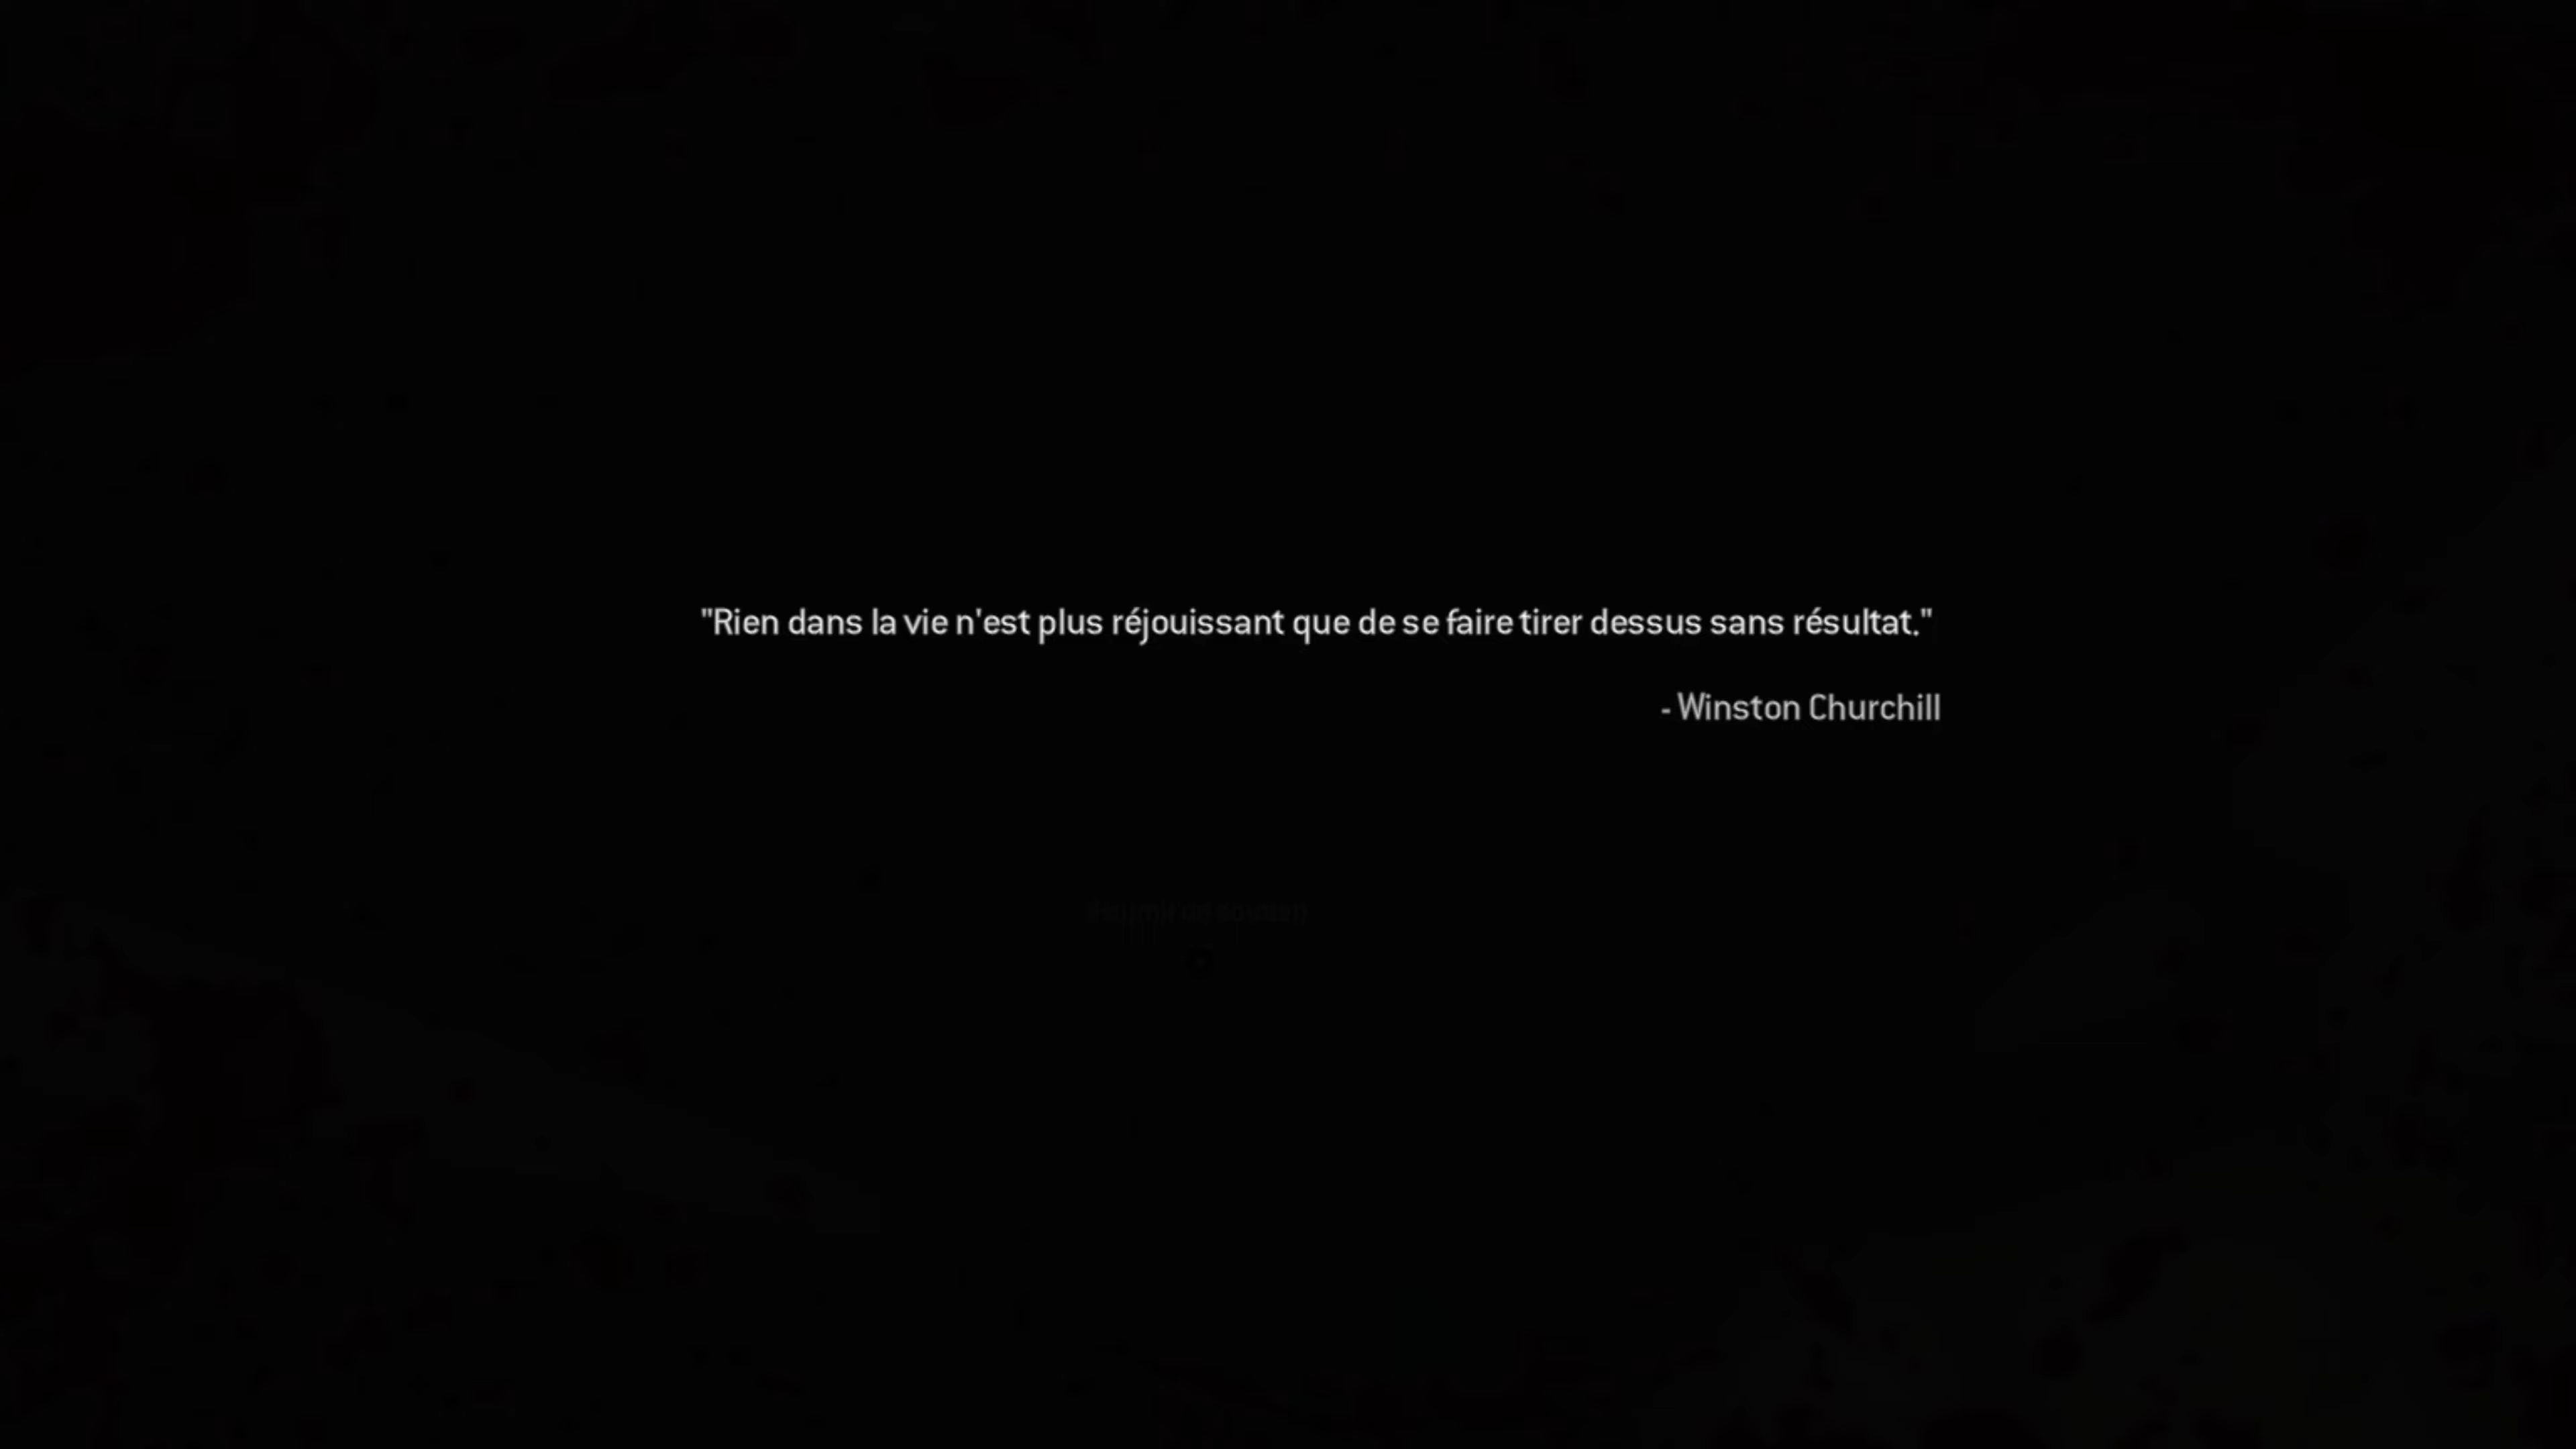 "Rien dans la vie n'est plus réjouissant que de se faire tirer dessus sans résultat."
- Winston Churchill